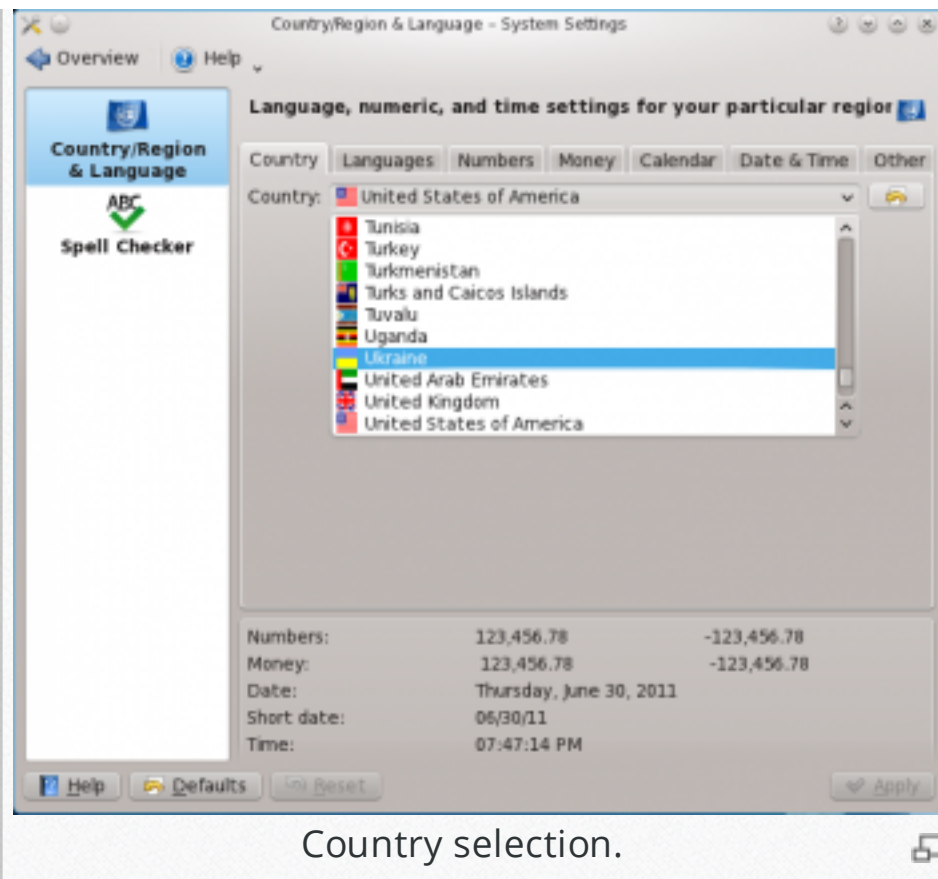 Country/Region & Language – System Settings
Overview Help
Language, numeric, and time settings for your particular region
Country/Region
& Language
ABC
Spell Checker
Country Languages Numbers Money Calendar Date & Time Other
Country: United States of America
Tunisia
Turkey
Turkmenistan
Turks and Caicos Islands
Tuvalu
Uganda
Ukraine
United Arab Emirates
United Kingdom
United States of America
Numbers: 123,456.78 -123,456.78
Money: 123,456.78 -123,456.78
Date: Thursday, June 30, 2011
Short date: 06/30/11
Time: 07:47:14 PM
Help Defaults Reset Apply
Country selection.